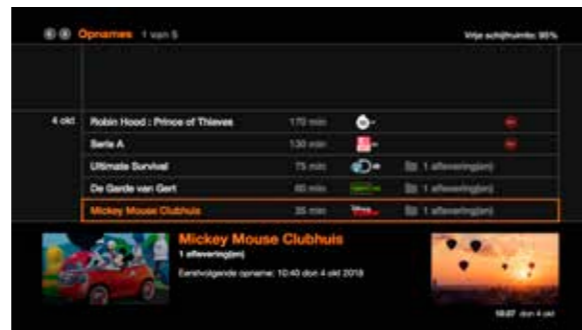 Opnames 1 van 5
Vrije schijfruimte: 95%
4 okt Robin Hood : Prince of Thieves 170 min
Serie A 130 min
Ultimate Survival 75 min 1 aflevering(en)
De Garde van Gert 60 min 1 aflevering(en)
Mickey Mouse Clubhuis 35 min 1 aflevering(en)
Mickey Mouse Clubhuis
1 aflevering(en)
Eerstvolgende opname: 10:40 don 4 okt 2018
10:27 don 4 okt